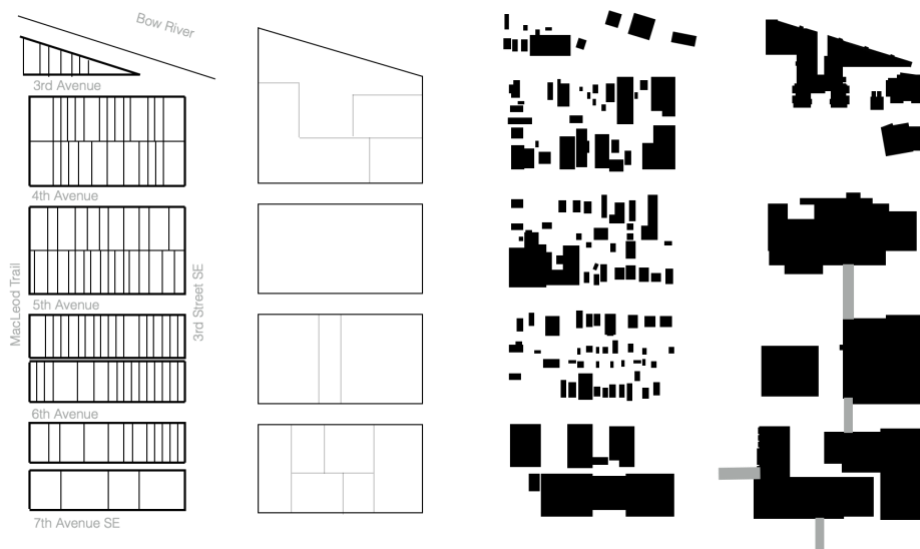 Bow River
3rd Avenue
4th Avenue
MacLeod Trail
3rd Street SE
5th Avenue
6th Avenue
7th Avenue SE